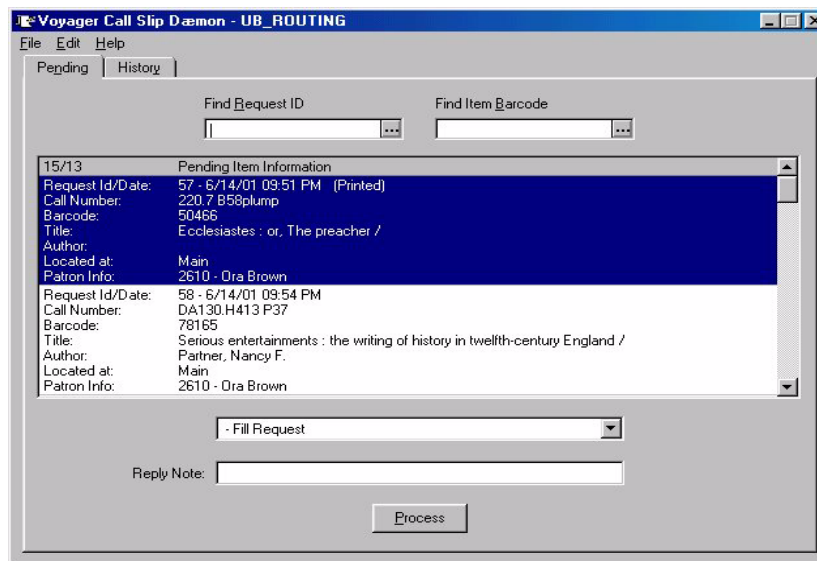 Voyager Call Slip Dæmon - UB_ROUTING
File Edit Help
Pending History
Find Request ID Find Item Barcode
... ...
15/13 Pending Item Information
Request Id/Date: 57 - 6/14/01 09:51 PM (Printed)
Call Number: 220.7 B58plump
Barcode: 50466
Title: Ecclesiastes : or, The preacher /
Author:
Located at: Main
Patron Info: 2610 - Ora Brown
Request Id/Date: 58 - 6/14/01 09:54 PM
Call Number: DA130.H413 P37
Barcode: 78165
Title: Serious entertainments : the writing of history in twelfth-century England /
Author: Partner, Nancy F.
Located at: Main
Patron Info: 2610 - Ora Brown
- Fill Request
Reply Note:
Process